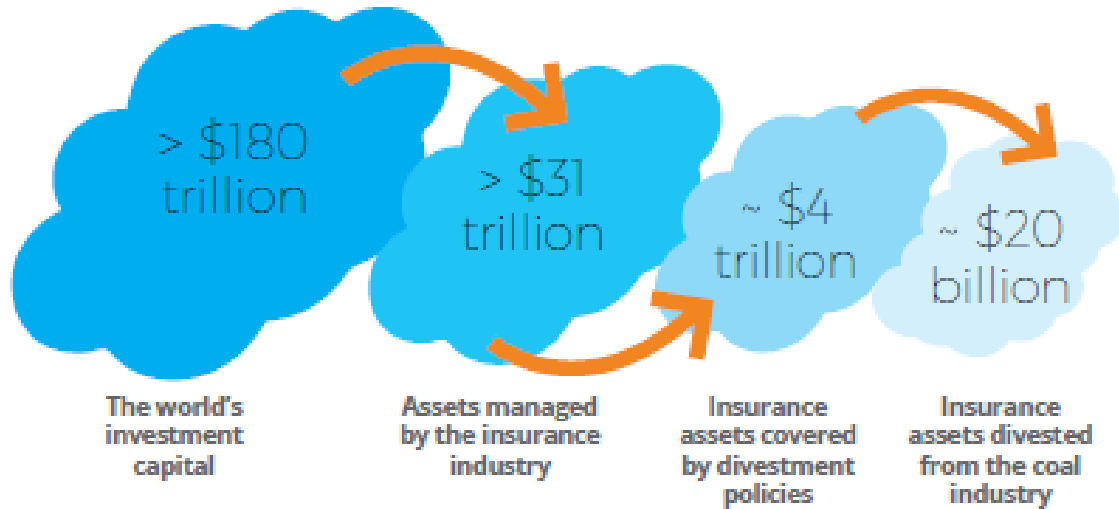 > $180
trillion
> $31
trillion
~ $4
trillion
~ $20
billion
The world's
investment
capital
Assets managed
by the insurance
industry
Insurance
assets covered
by divestment
policies
Insurance
assets divested
from the coal
industry